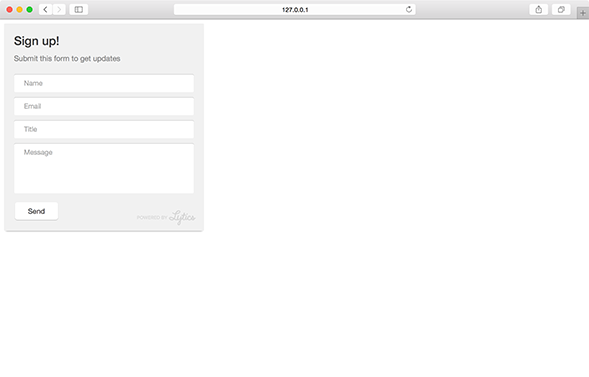 127.0.0.1
Sign up!
Submit this form to get updates
Name
Email
Title
Message
Send
POWERED BY Lytics